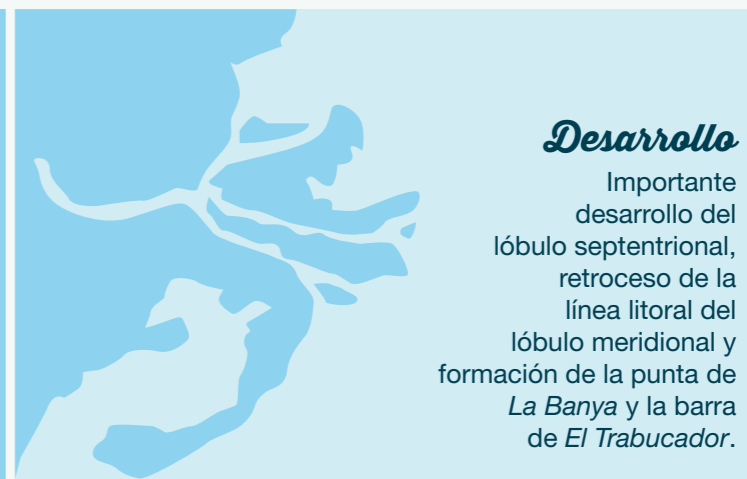 Desarrollo
Importante
desarrollo del
lóbulo septentrional,
retroceso de la
línea litoral del
lóbulo meridional y
formación de la punta de
La Banya y la barra
de El Trabucador.